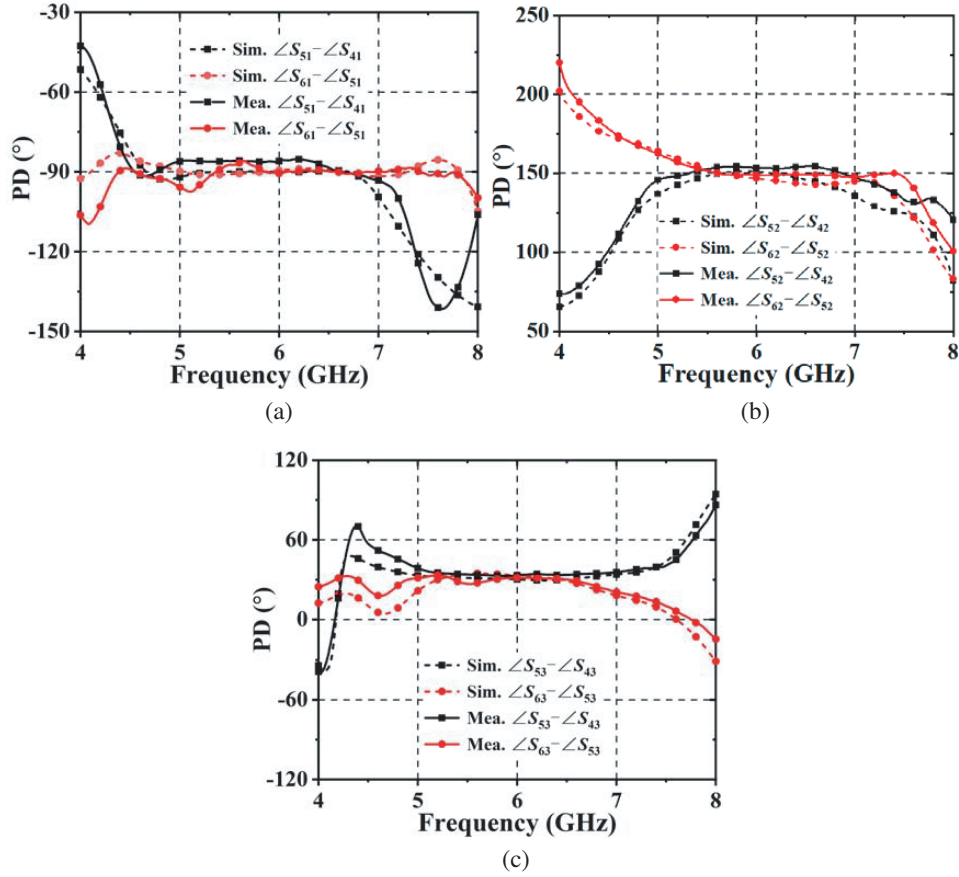 -30
-60
-90
-120
-150
PD (°)
Sim. ∠S51−∠S41
Sim. ∠S61−∠S51
Mea. ∠S51−∠S41
Mea. ∠S61−∠S51
4 5 6 7 8
Frequency (GHz)
(a)
250
200
150
100
50
PD (°)
Sim. ∠S52−∠S42
Sim. ∠S62−∠S52
Mea. ∠S52−∠S42
Mea. ∠S62−∠S52
4 5 6 7 8
Frequency (GHz)
(b)
120
60
0
-60
-120
PD (°)
Sim. ∠S53−∠S43
Sim. ∠S63−∠S53
Mea. ∠S53−∠S43
Mea. ∠S63−∠S53
4 5 6 7 8
Frequency (GHz)
(c)